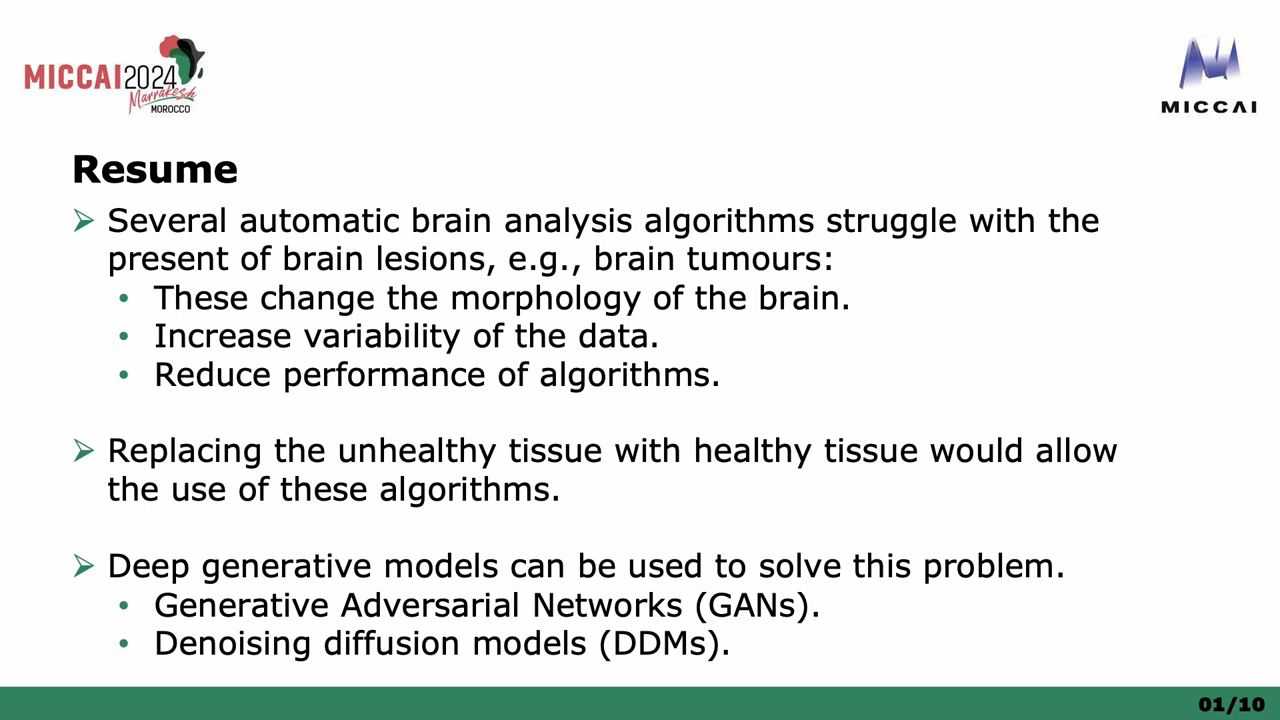 MICCAI2024
Marrakesh
MOROCCO
MICCAI
Resume
Several automatic brain analysis algorithms struggle with the
present of brain lesions, e.g., brain tumours:
These change the morphology of the brain.
Increase variability of the data.
Reduce performance of algorithms.
Replacing the unhealthy tissue with healthy tissue would allow
the use of these algorithms.
Deep generative models can be used to solve this problem.
Generative Adversarial Networks (GANs).
Denoising diffusion models (DDMs).
01/10